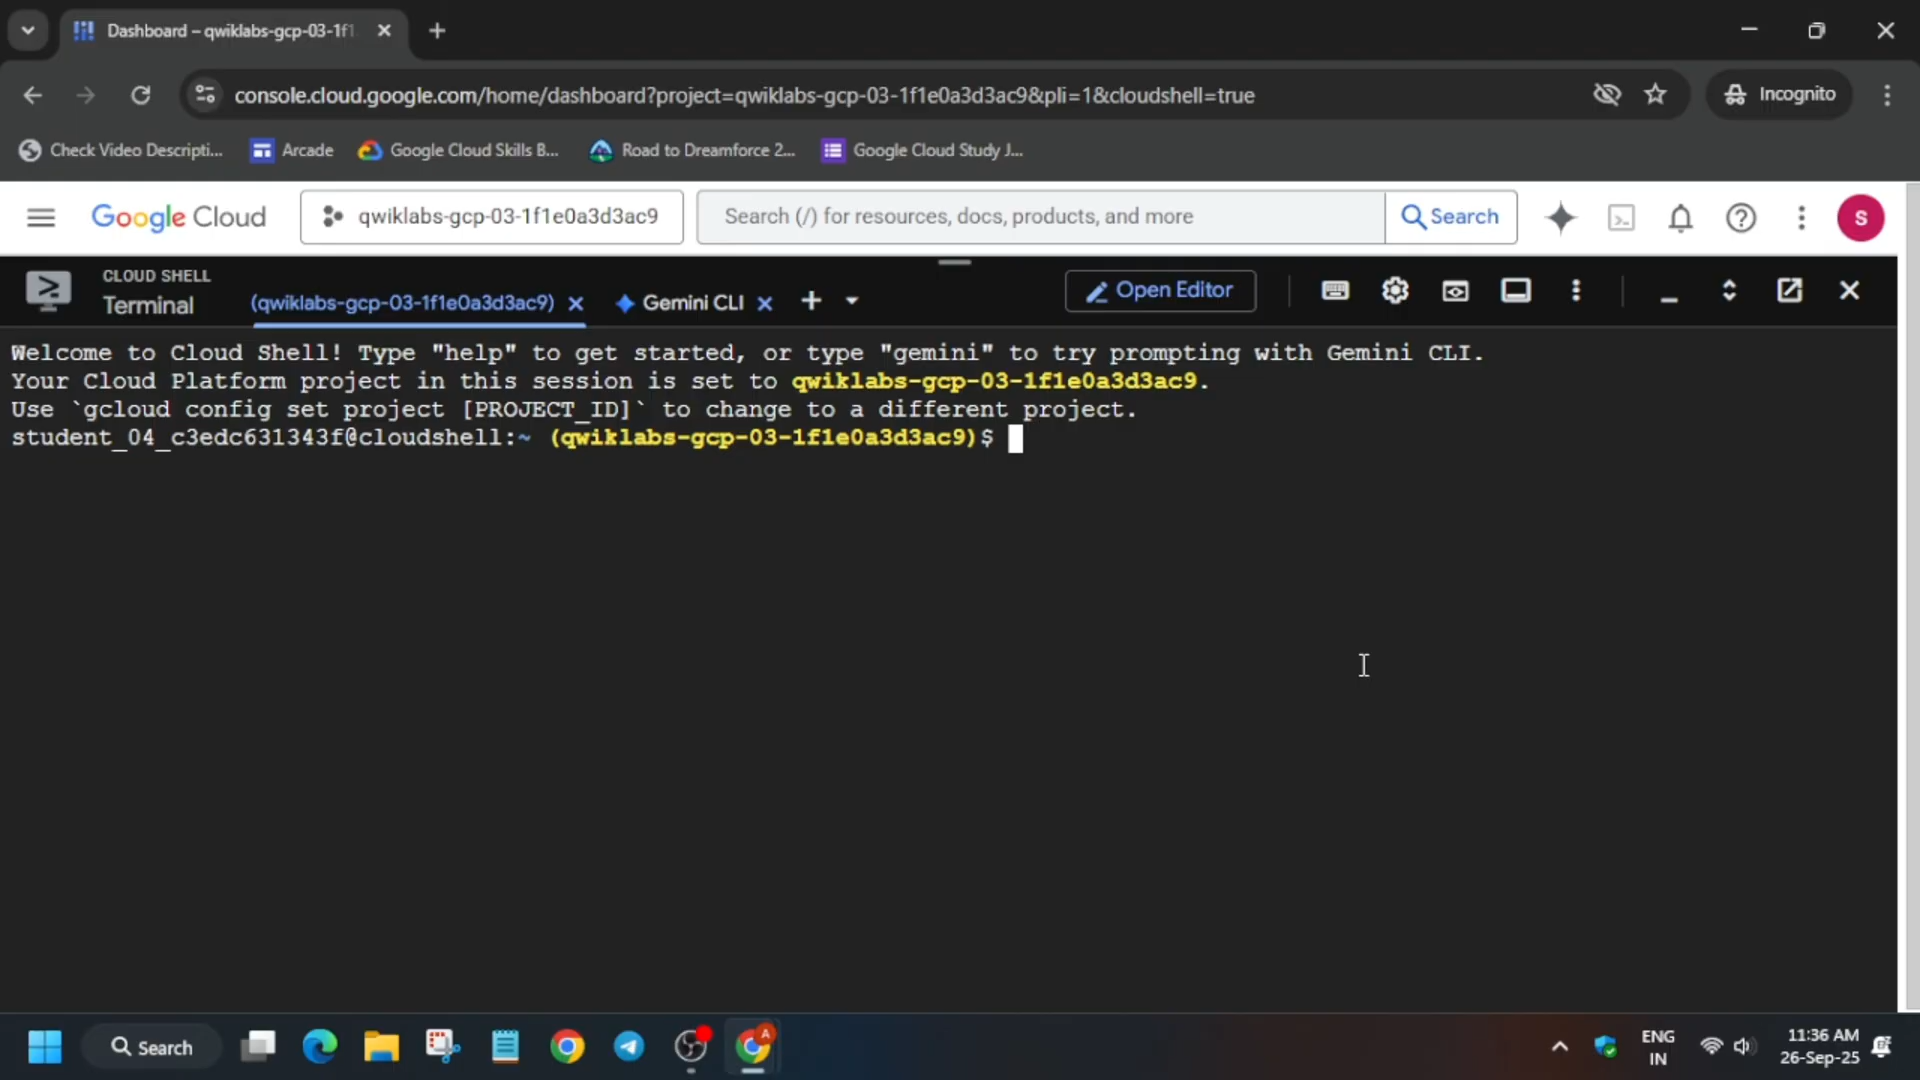 Dashboard – qwiklabs-gcp-03-1f1
console.cloud.google.com/home/dashboard?project=qwiklabs-gcp-03-1f1e0a3d3ac9&pli=1&cloudshell=true
Incognito
Check Video Descripti...
Arcade
Google Cloud Skills B...
Road to Dreamforce 2...
Google Cloud Study J...
Google Cloud
qwiklabs-gcp-03-1f1e0a3d3ac9
Search (/) for resources, docs, products, and more
Search
S
CLOUD SHELL
Terminal
(qwiklabs-gcp-03-1f1e0a3d3ac9)
Gemini CLI
Open Editor
Welcome to Cloud Shell! Type "help" to get started, or type "gemini" to try prompting with Gemini CLI.
Your Cloud Platform project in this session is set to qwiklabs-gcp-03-1f1e0a3d3ac9.
Use `gcloud config set project [PROJECT_ID]` to change to a different project.
student_04_c3edc631343f@cloudshell:~ (qwiklabs-gcp-03-1f1e0a3d3ac9)$
Search
A
ENG
IN
11:36 AM
26-Sep-25